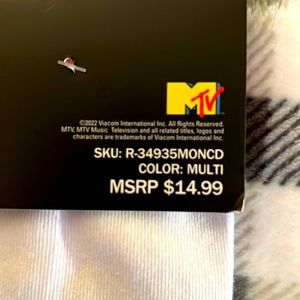 MTV
©2022 Viacom International Inc. All Rights Reserved.
MTV, MTV Music Television and all related titles, logos and
characters are trademarks of Viacom International Inc.
SKU: R-34935MONCD
COLOR: MULTI
MSRP $14.99